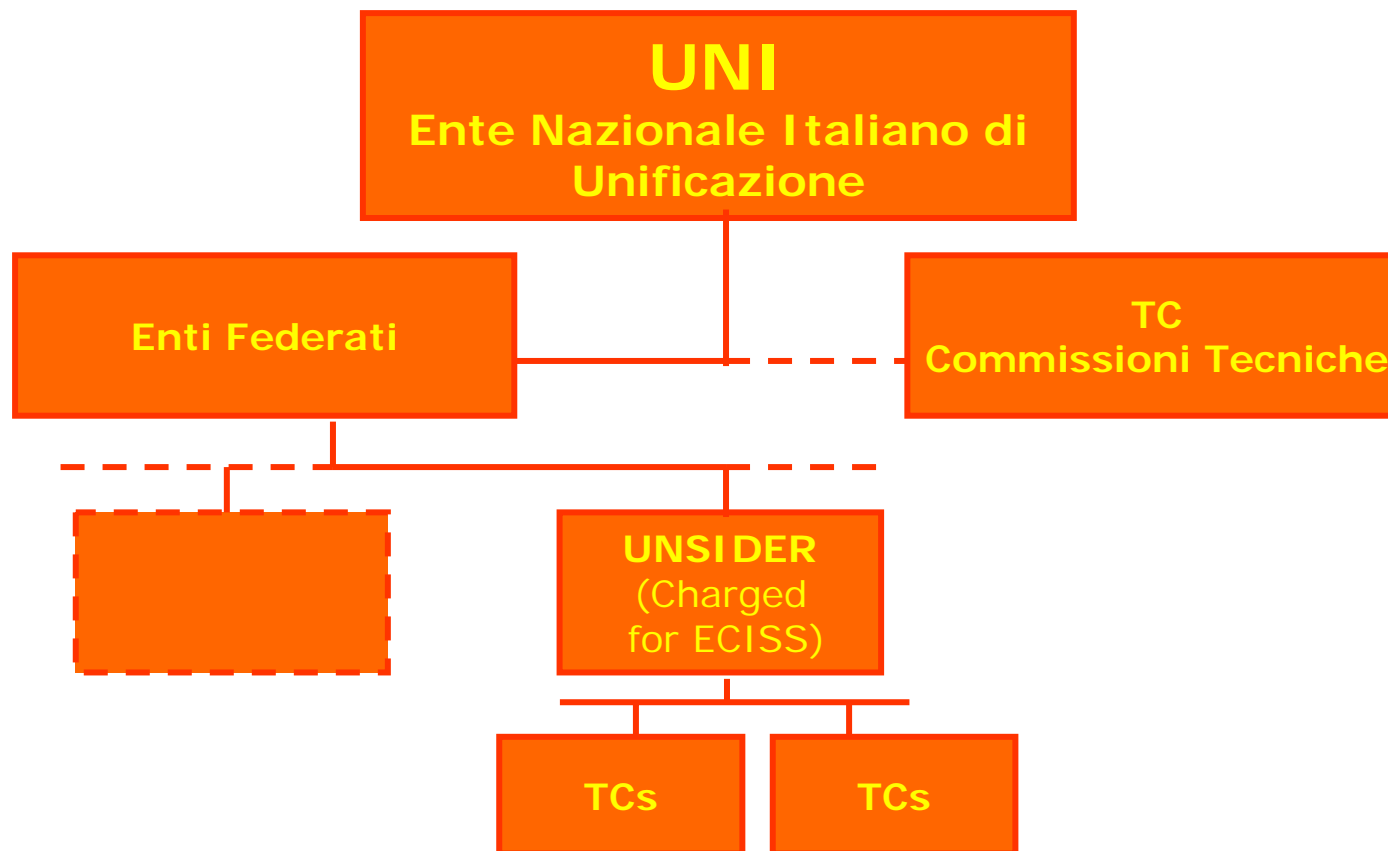 UNI
Ente Nazionale Italiano di
Unificazione
Enti Federati
TC
Commissioni Tecniche
UNSIDER
(Charged
for ECISS)
TCs
TCs